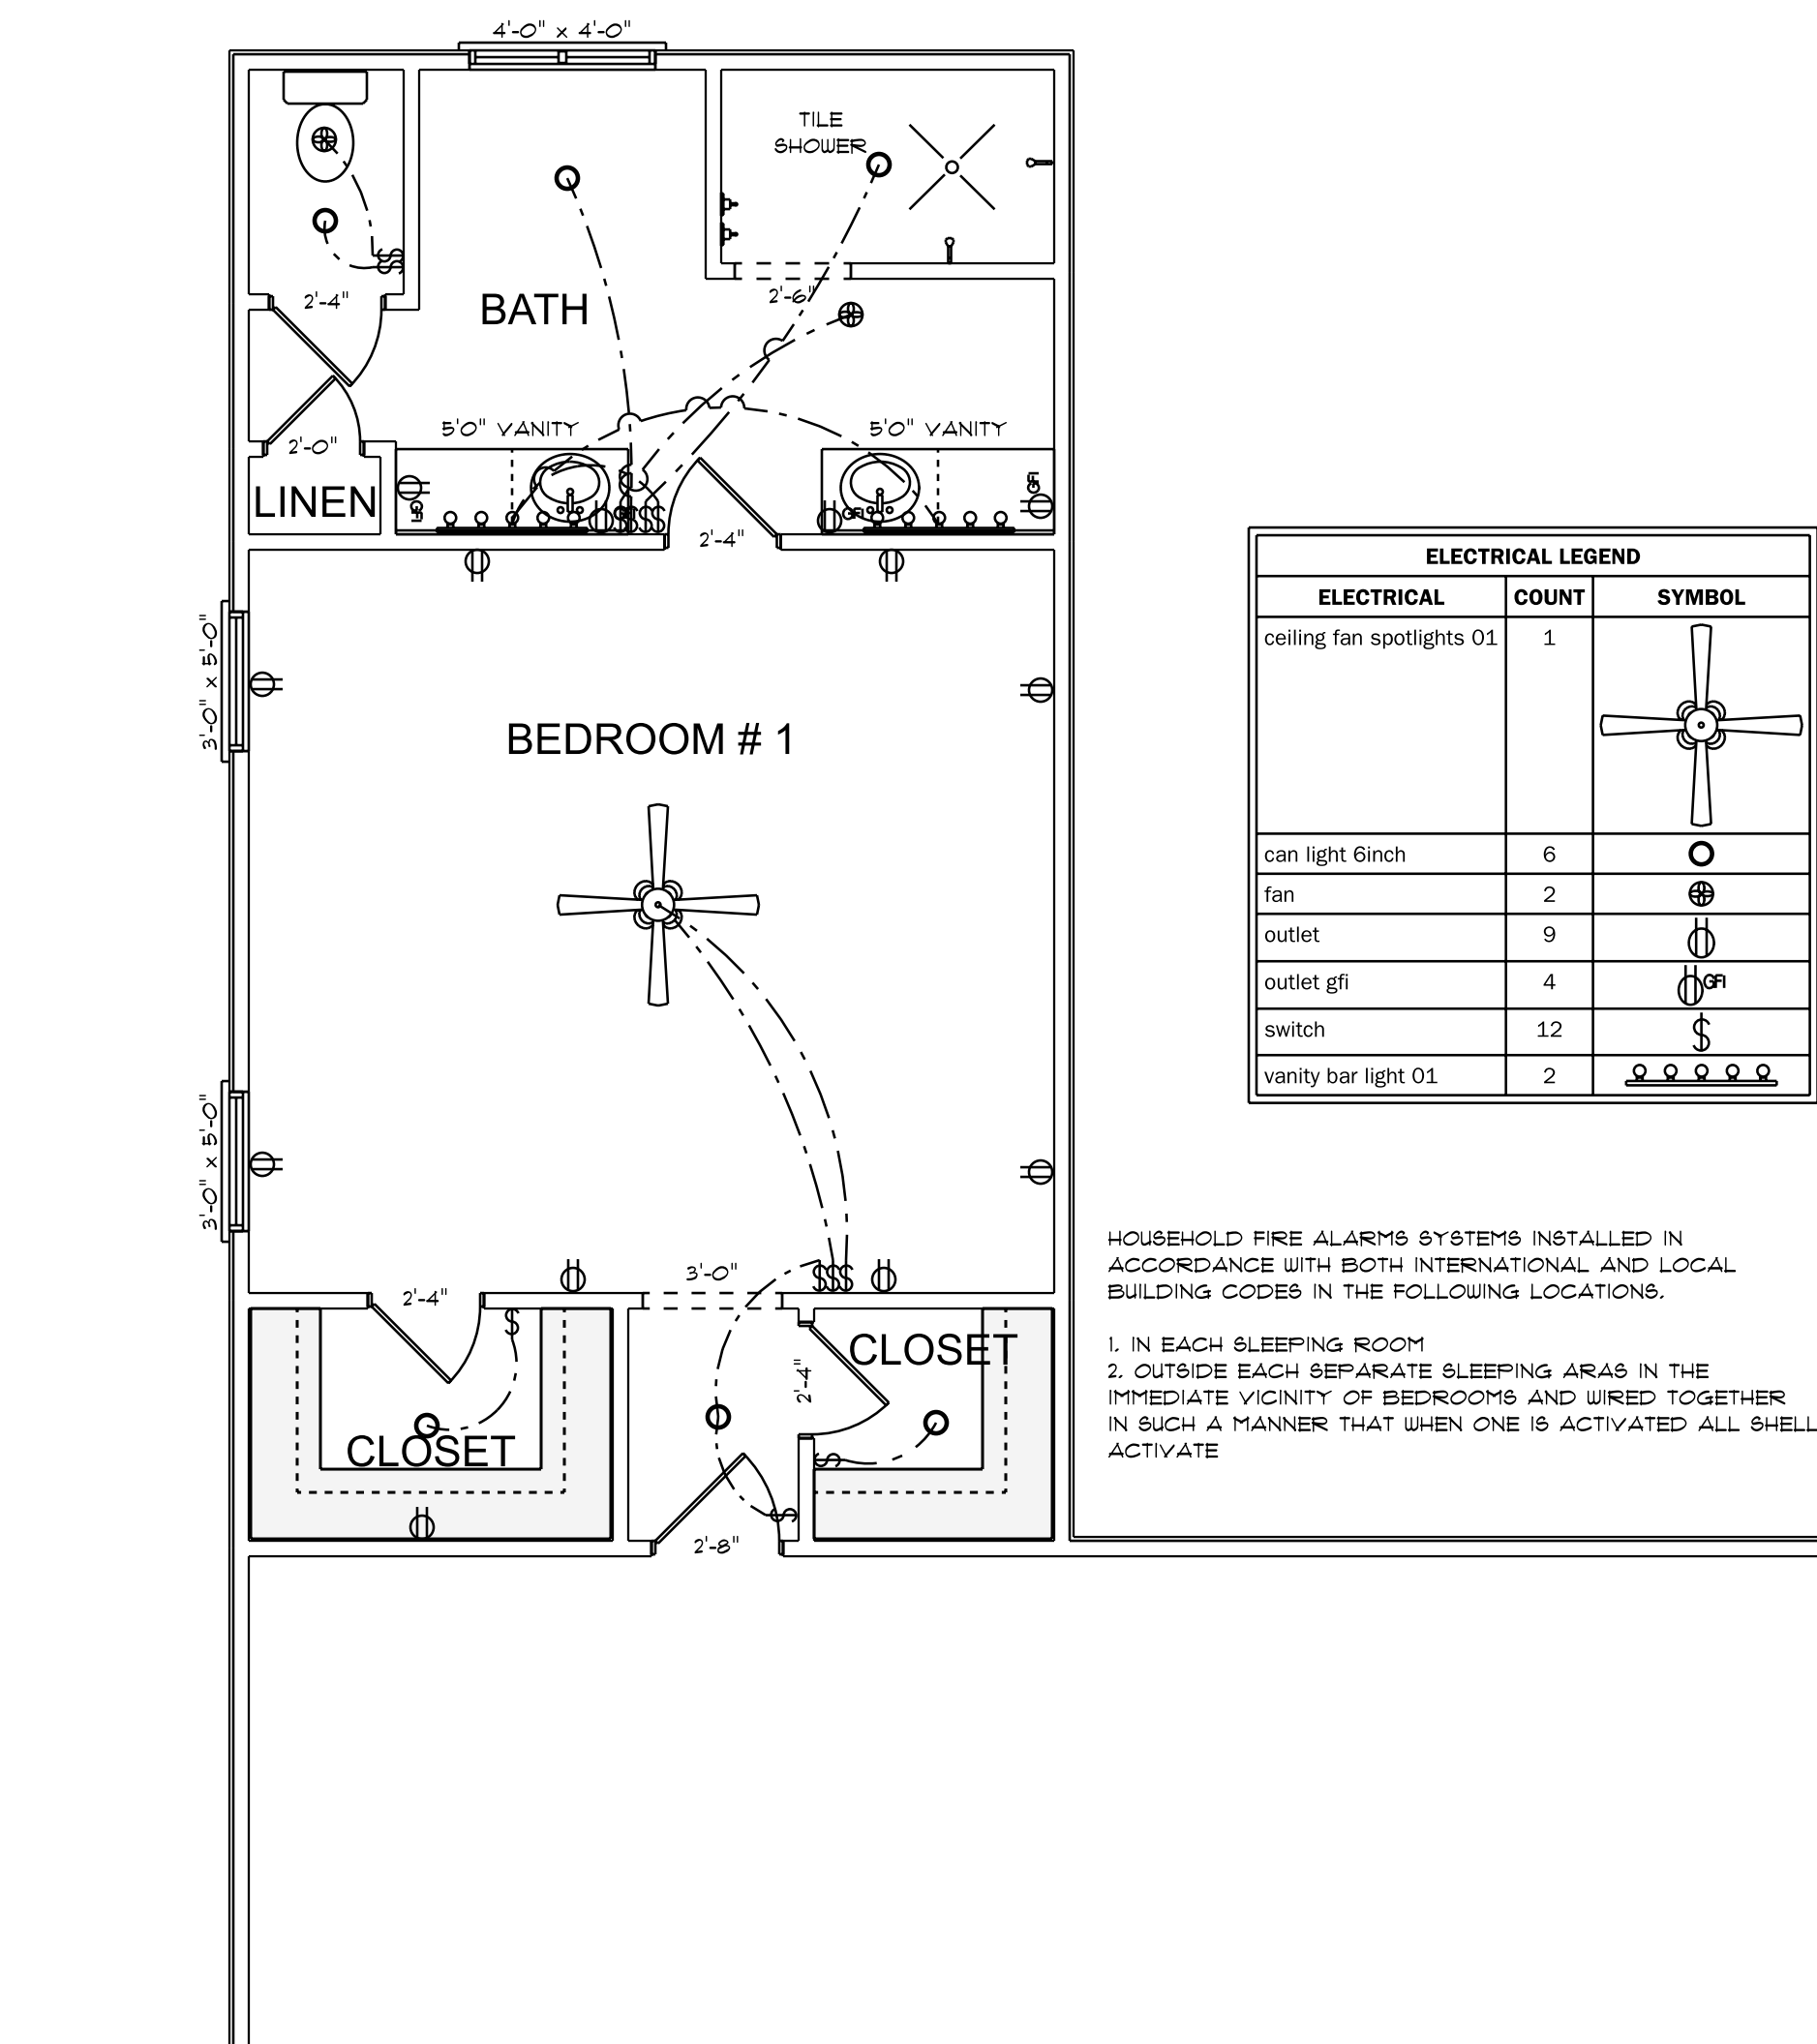 4'-0" x 4'-0"
TILE
SHOWER
2'-4"
2'-6"
BATH
5'0" VANITY
5'0" VANITY
2'-0"
LINEN
GFI
GFI
GFI
GFI
$$
$$$$
2'-4"
3'-0" x 5'-0"
BEDROOM # 1
3'-0" x 5'-0"
3'-0"
$$$
2'-4"
$
CLOSET
2'-4"
CLOSET
$
$
2'-8"
ELECTRICAL LEGEND
ELECTRICAL COUNT SYMBOL
ceiling fan spotlights 01 1
can light 6inch 6
fan 2
outlet 9
outlet gfi 4 GFI
switch 12 $
vanity bar light 01 2
HOUSEHOLD FIRE ALARMS SYSTEMS INSTALLED IN
ACCORDANCE WITH BOTH INTERNATIONAL AND LOCAL
BUILDING CODES IN THE FOLLOWING LOCATIONS.
1. IN EACH SLEEPING ROOM
2. OUTSIDE EACH SEPARATE SLEEPING ARAS IN THE
IMMEDIATE VICINITY OF BEDROOMS AND WIRED TOGETHER
IN SUCH A MANNER THAT WHEN ONE IS ACTIVATED ALL SHELL
ACTIVATE